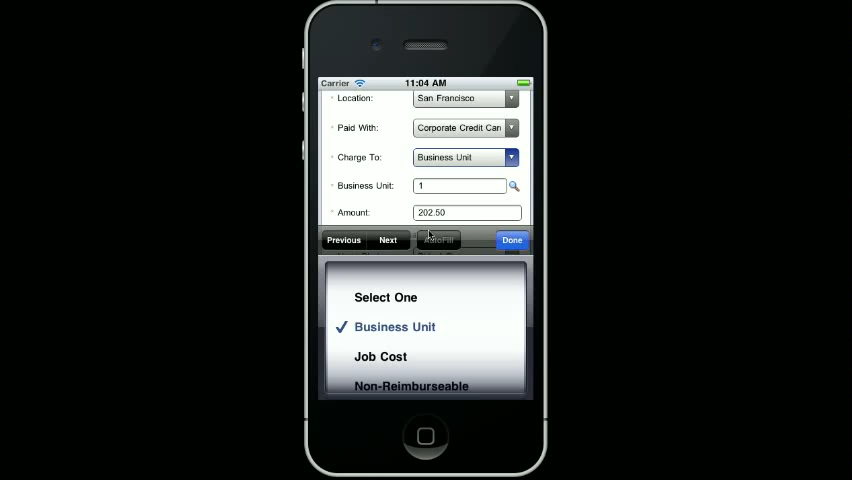 Carrier 11:04 AM
* Location: San Francisco
* Paid With: Corporate Credit Car
* Charge To: Business Unit
* Business Unit: 1
* Amount: 202.50
Previous Next AutoFill Done
Select One
✓ Business Unit
Job Cost
Non-Reimburseable